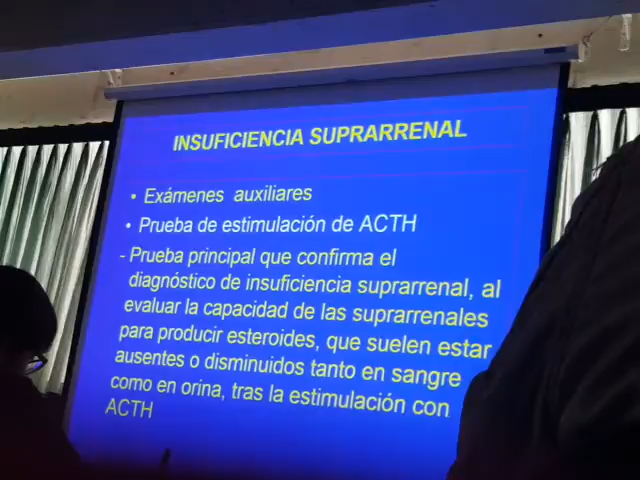 INSUFICIENCIA SUPRARRENAL
• Exámenes auxiliares
• Prueba de estimulación de ACTH
- Prueba principal que confirma el
diagnóstico de insuficiencia suprarrenal, al
evaluar la capacidad de las suprarrenales
para producir esteroides, que suelen estar
ausentes o disminuidos tanto en sangre
como en orina, tras la estimulación con
ACTH